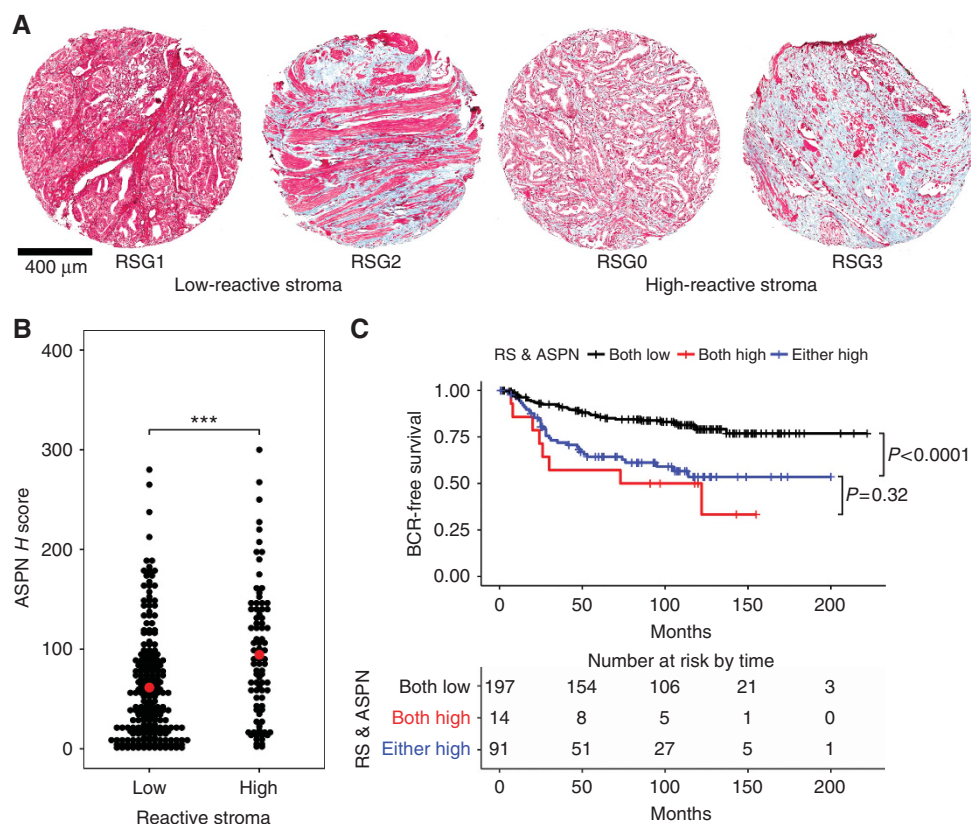 A
400 μm
RSG1 RSG2 RSG0 RSG3
Low-reactive stroma High-reactive stroma
B
400
300
200
100
0
ASPN H score
***
Low High
Reactive stroma
C
RS & ASPN Both low Both high Either high
1.00
0.75
0.50
0.25
0.00
BCR-free survival
P<0.0001
P=0.32
0 50 100 150 200
Months
Number at risk by time
RS & ASPN
Both low 197 154 106 21 3
Both high 14 8 5 1 0
Either high 91 51 27 5 1
0 50 100 150 200
Months